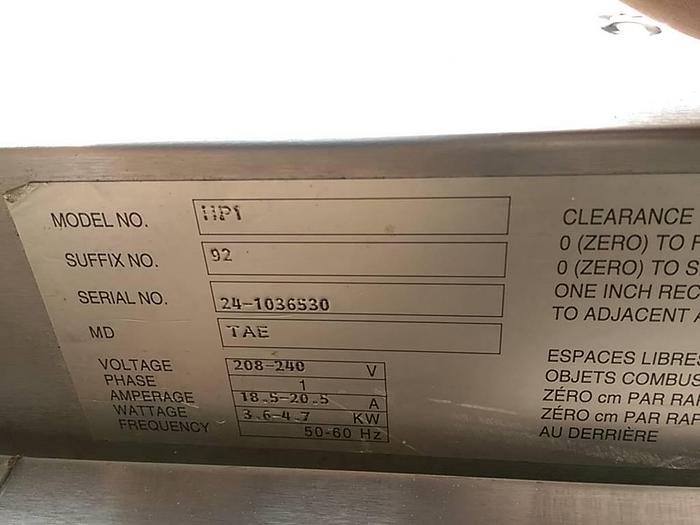 MODEL NO. HP1
SUFFIX NO. 92
SERIAL NO. 24-1036530
MD TAE
VOLTAGE 208-240 V
PHASE 1
AMPERAGE 18.5-20.5 A
WATTAGE 3.6-4.7 KW
FREQUENCY 50-60 Hz
CLEARANCE
0 (ZERO) TO
0 (ZERO) TO
ONE INCH
TO ADJACENT
ESPACES
OBJETS
ZÉRO cm PAR
ZÉRO cm PAR
AU DERRIÈRE